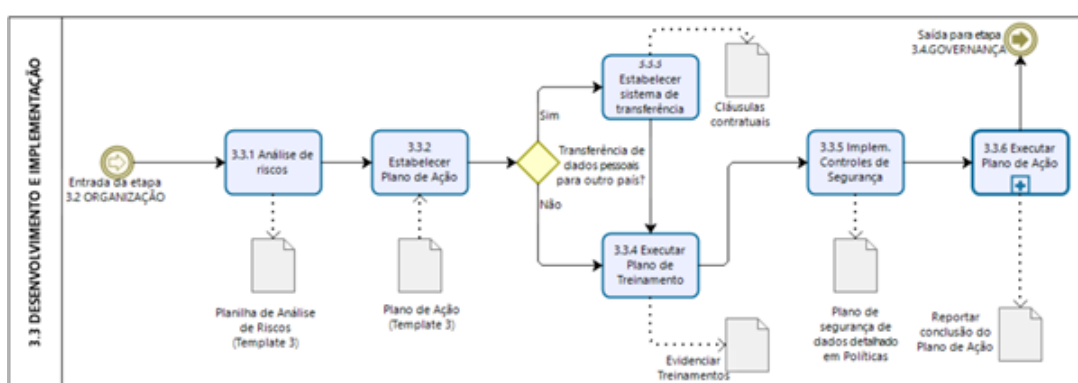 3.3 DESENVOLVIMENTO E IMPLEMENTAÇÃO
Entrada da etapa
3.2 ORGANIZAÇÃO
3.3.1 Análise de
riscos
Planilha de Análise
de Riscos
(Template 3)
3.3.2
Estabelecer
Plano de Ação
Plano de Ação
(Template 3)
Transferência de
dados pessoais
para outro país?
Sim
Não
3.3.3
Estabelecer
sistema de
transferência
Cláusulas
contratuais
3.3.4 Executar
Plano de
Treinamento
Evidenciar
Treinamentos
3.3.5 Implem.
Controles de
Segurança
Plano de
segurança de
dados detalhado
em Políticas
3.3.6 Executar
Plano de Ação
Reportar
conclusão do
Plano de Ação
Saída para etapa
3.4.GOVERNANÇA